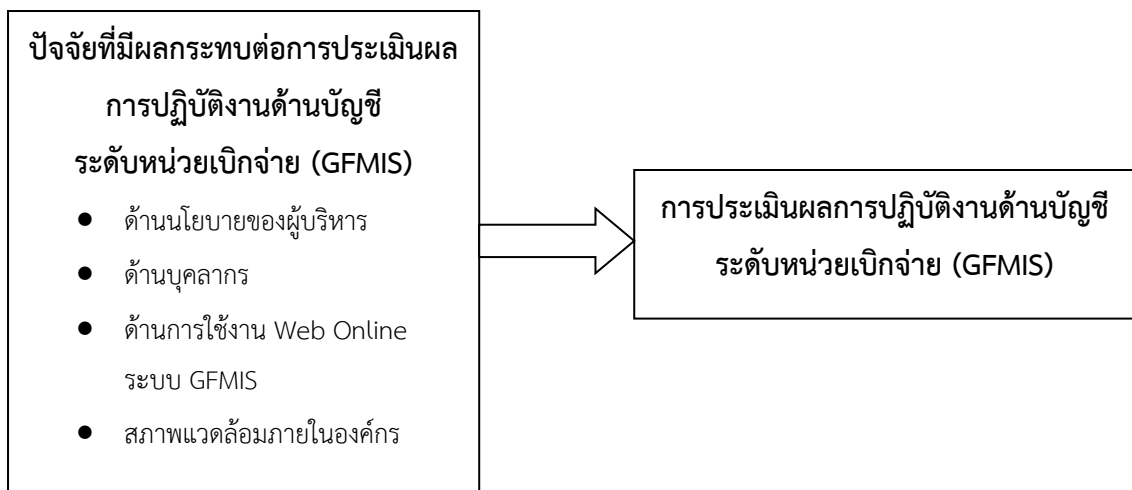 ปัจจัยที่มีผลกระทบต่อการประเมินผล
การปฏิบัติงานด้านบัญชี
ระดับหน่วยเบิกจ่าย (GFMIS)
● ด้านนโยบายของผู้บริหาร
● ด้านบุคลากร
● ด้านการใช้งาน Web Online
ระบบ GFMIS
● สภาพแวดล้อมภายในองค์กร
การประเมินผลการปฏิบัติงานด้านบัญชี
ระดับหน่วยเบิกจ่าย (GFMIS)